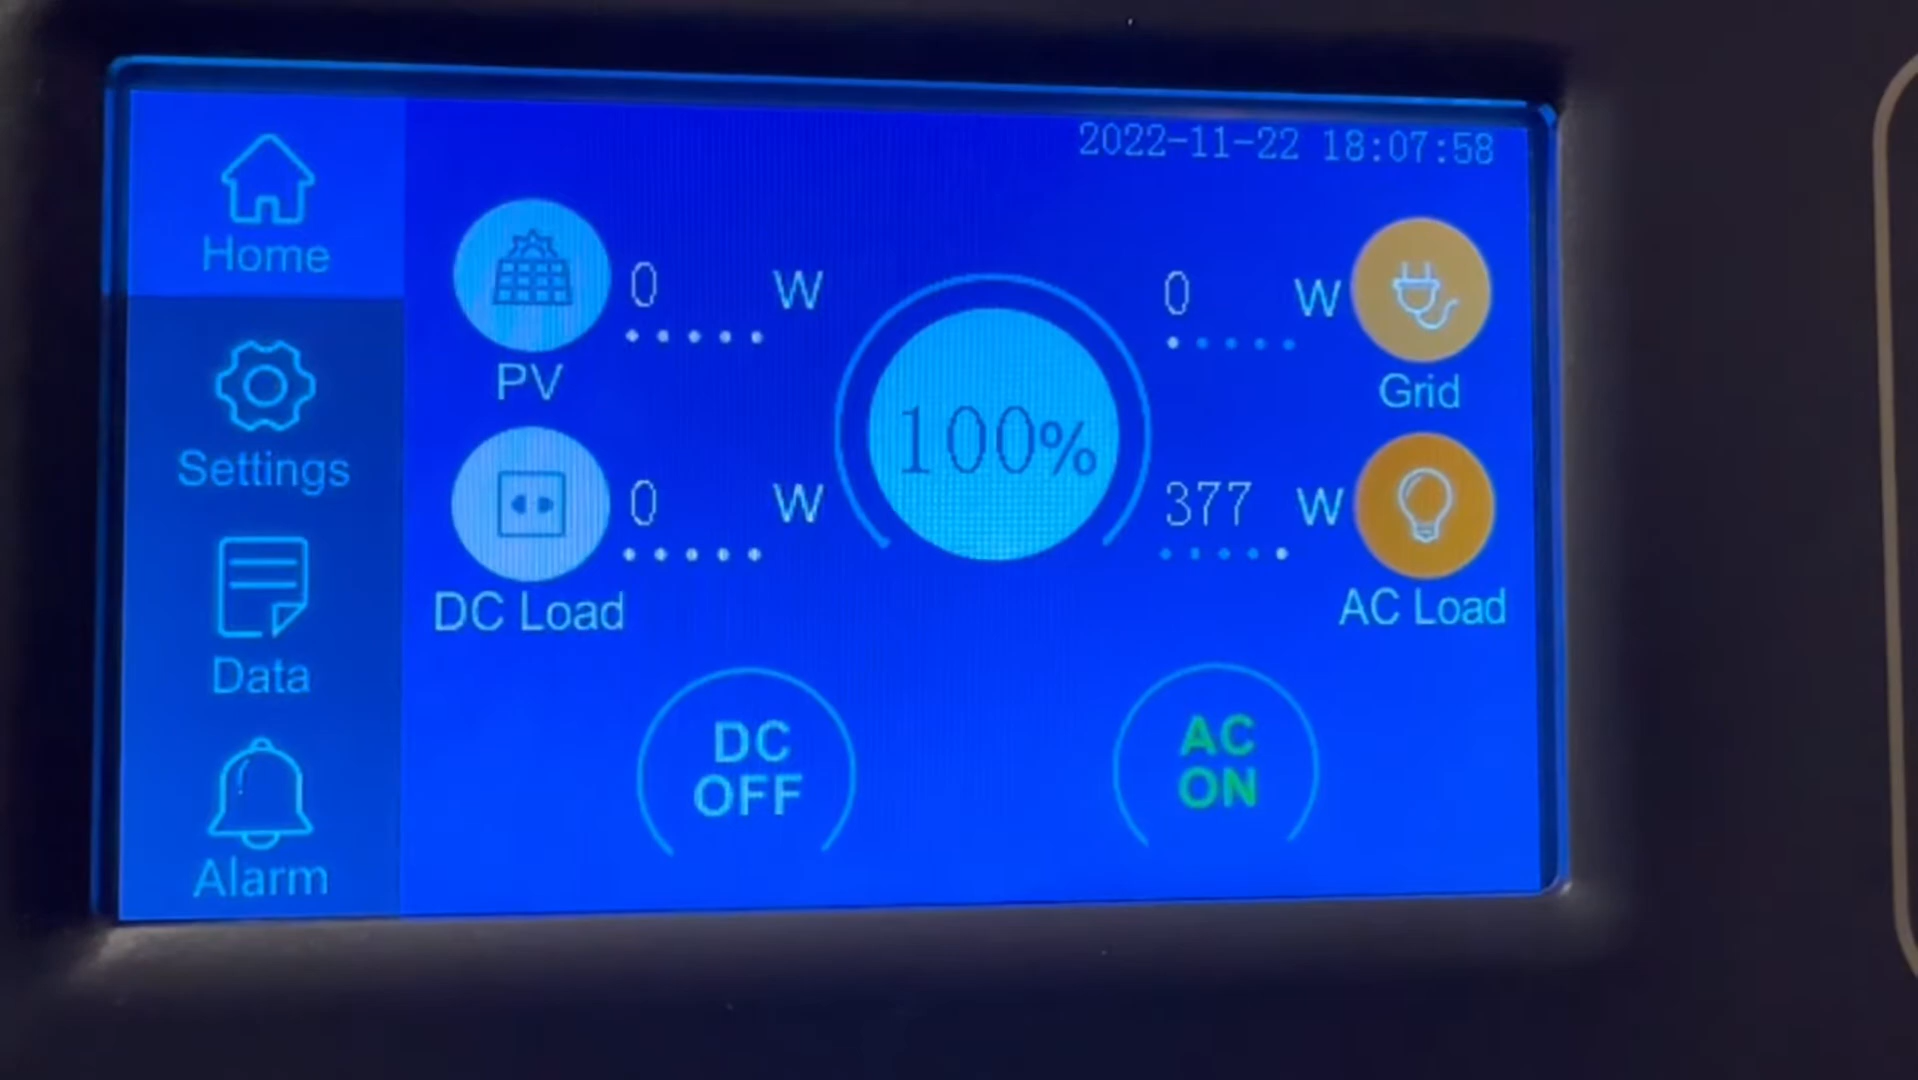 2022-11-22 18:07:58
Home
Settings
Data
Alarm
0 W
PV
0 W
DC Load
100%
0 W
Grid
377 W
AC Load
DC
OFF
AC
ON